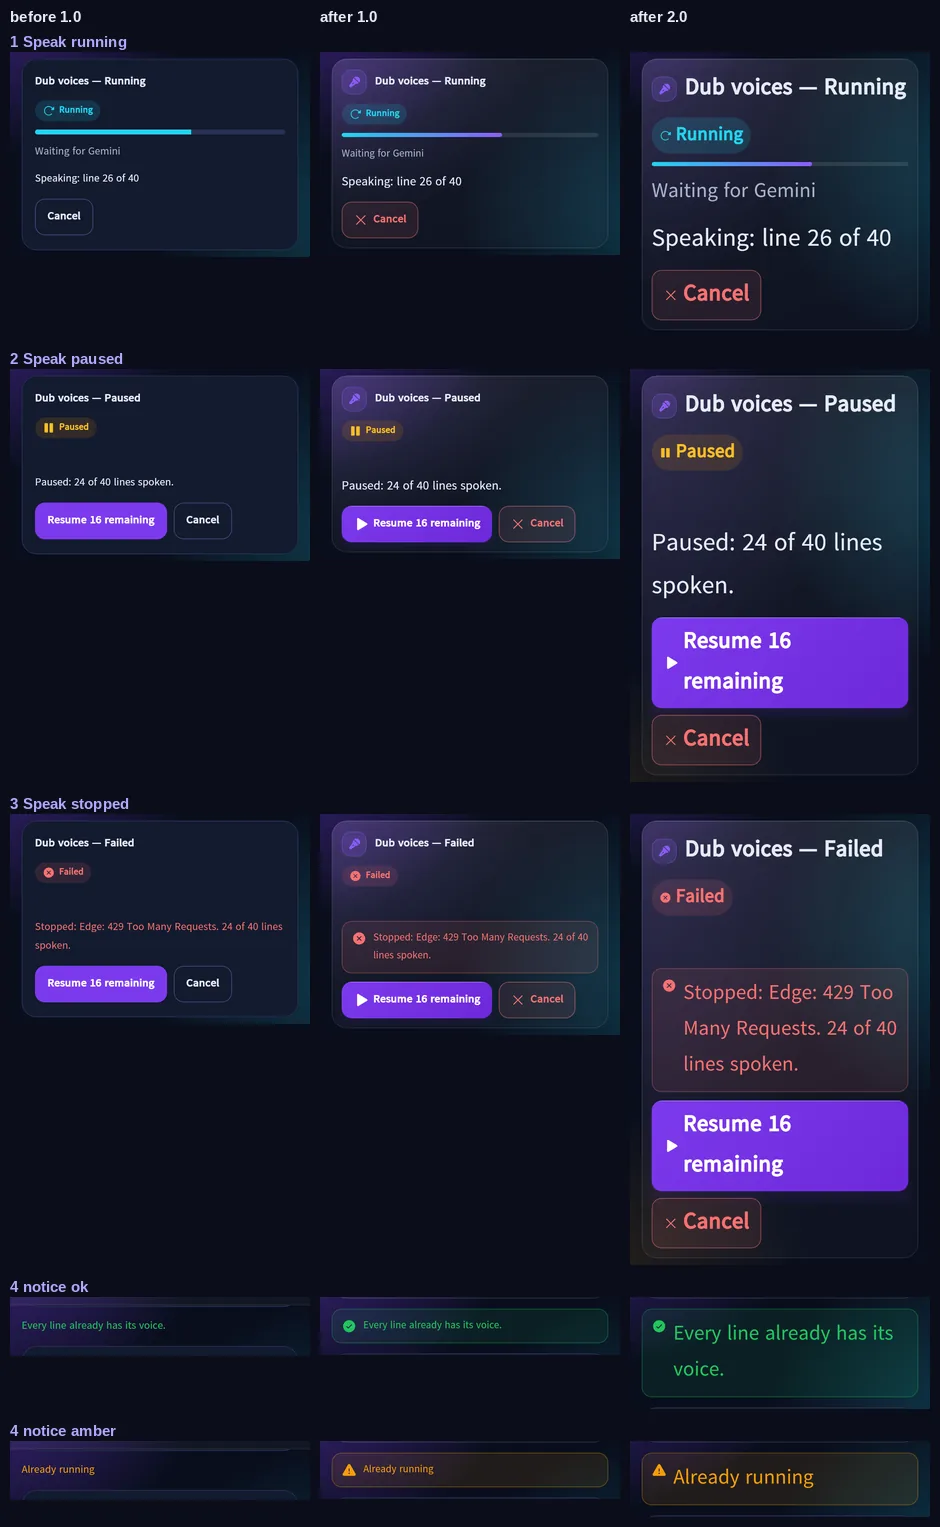 before 1.0
after 1.0
after 2.0
1 Speak running
Dub voices — Running
Running
Waiting for Gemini
Speaking: line 26 of 40
Cancel
Dub voices — Running
Running
Waiting for Gemini
Speaking: line 26 of 40
Cancel
Dub voices — Running
Running
Waiting for Gemini
Speaking: line 26 of 40
Cancel
2 Speak paused
Dub voices — Paused
Paused
Paused: 24 of 40 lines spoken.
Resume 16 remaining
Cancel
Dub voices — Paused
Paused
Paused: 24 of 40 lines spoken.
Resume 16 remaining
Cancel
Dub voices — Paused
Paused
Paused: 24 of 40 lines
spoken.
Resume 16
remaining
Cancel
3 Speak stopped
Dub voices — Failed
Failed
Stopped: Edge: 429 Too Many Requests. 24 of 40 lines
spoken.
Resume 16 remaining
Cancel
Dub voices — Failed
Failed
Stopped: Edge: 429 Too Many Requests. 24 of 40
lines spoken.
Resume 16 remaining
Cancel
Dub voices — Failed
Failed
Stopped: Edge: 429 Too
Many Requests. 24 of 40
lines spoken.
Resume 16
remaining
Cancel
4 notice ok
Every line already has its voice.
Every line already has its voice.
Every line already has its
voice.
4 notice amber
Already running
Already running
Already running